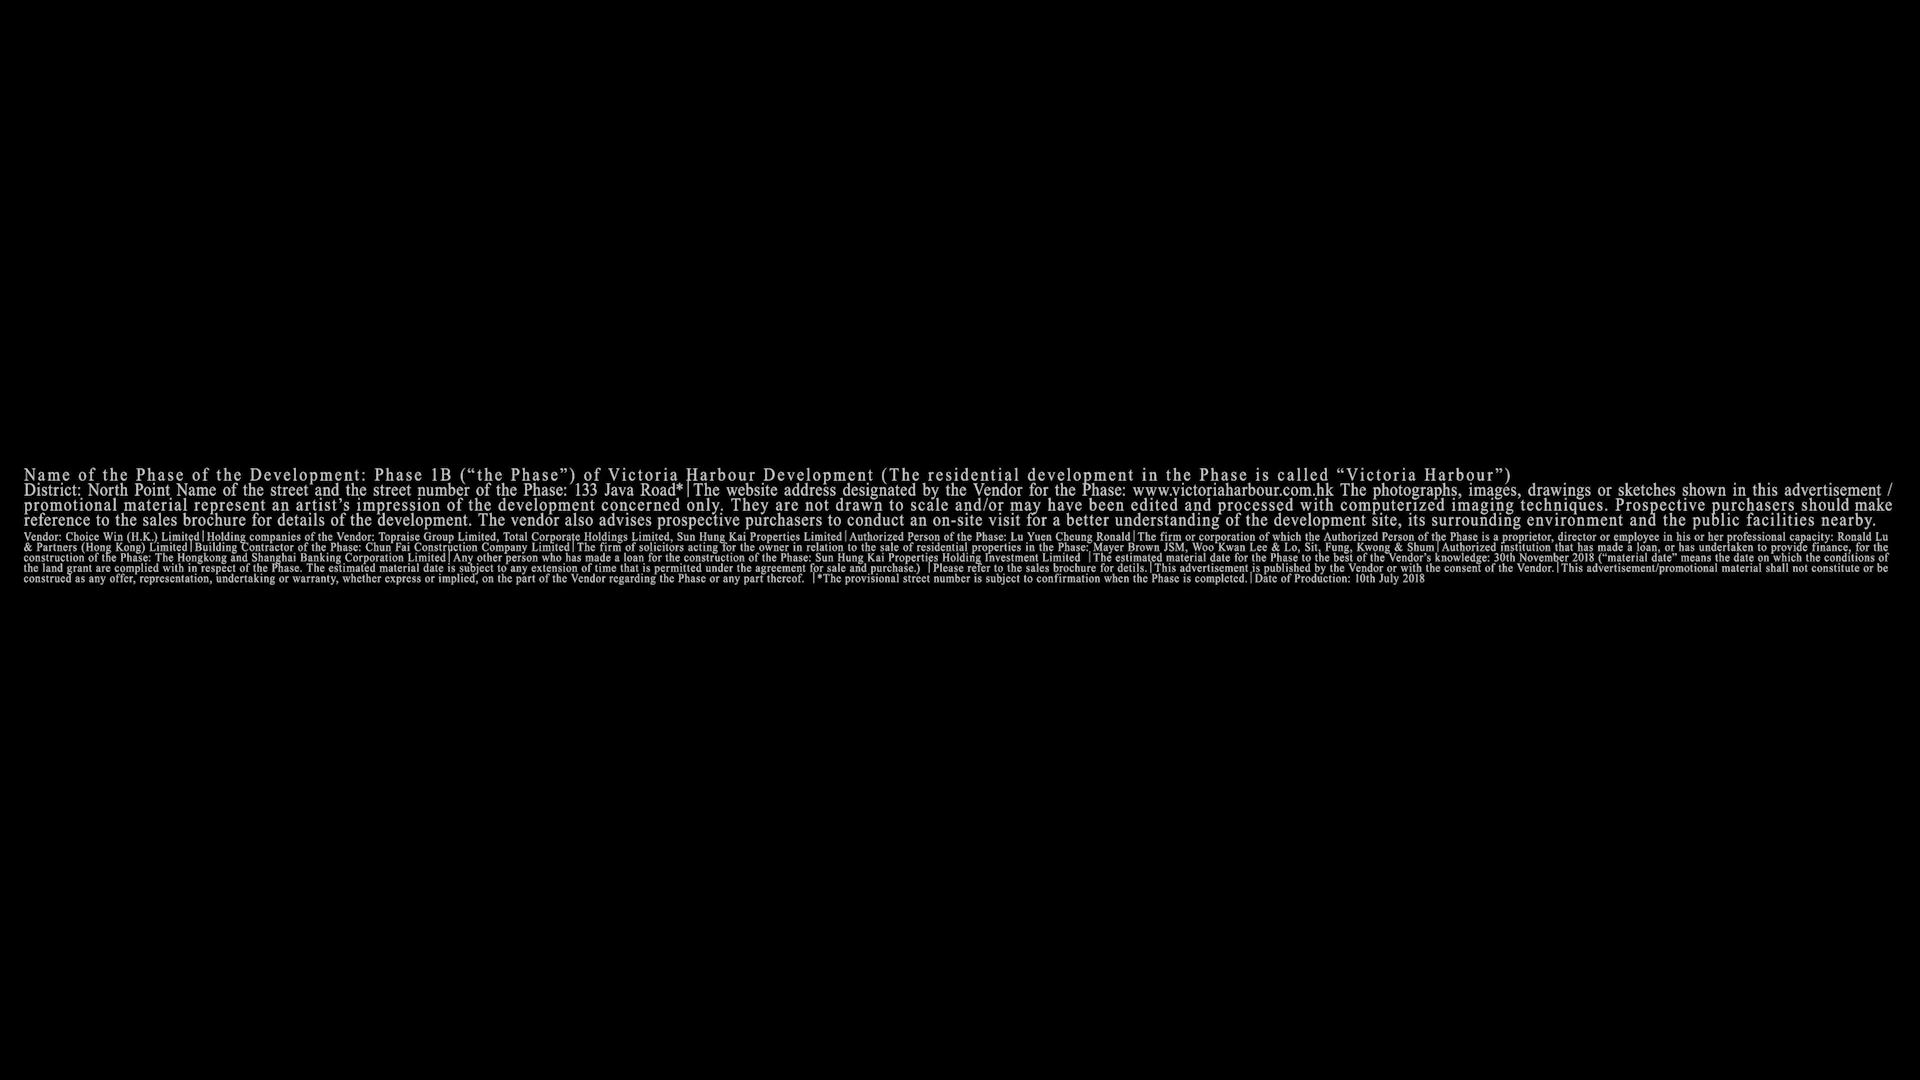 Name of the Phase of the Development: Phase 1B (“the Phase”) of Victoria Harbour Development (The residential development in the Phase is called “Victoria Harbour”)
District: North Point Name of the street and the street number of the Phase: 133 Java Road*|The website address designated by the Vendor for the Phase: www.victoriaharbour.com.hk The photographs, images, drawings or sketches shown in this advertisement /
promotional material represent an artist’s impression of the development concerned only. They are not drawn to scale and/or may have been edited and processed with computerized imaging techniques. Prospective purchasers should make
reference to the sales brochure for details of the development. The vendor also advises prospective purchasers to conduct an on-site visit for a better understanding of the development site, its surrounding environment and the public facilities nearby.
Vendor: Choice Win (H.K.) Limited|Holding companies of the Vendor: Topraise Group Limited, Total Corporate Holdings Limited, Sun Hung Kai Properties Limited|Authorized Person of the Phase: Lu Yuen Cheung Ronald|The firm or corporation of which the Authorized Person of the Phase is a proprietor, director or employee in his or her professional capacity: Ronald Lu
& Partners (Hong Kong) Limited|Building Contractor of the Phase: Chun Fai Construction Company Limited|The firm of solicitors acting for the owner in relation to the sale of residential properties in the Phase: Mayer Brown JSM, Woo Kwan Lee & Lo, Sit, Fung, Kwong & Shum|Authorized institution that has made a loan, or has undertaken to provide finance, for the
construction of the Phase: The Hongkong and Shanghai Banking Corporation Limited|Any other person who has made a loan for the construction of the Phase: Sun Hung Kai Properties Holding Investment Limited |The estimated material date for the Phase to the best of the Vendor’s knowledge: 30th November 2018 (“material date” means the date on which the conditions of
the land grant are complied with in respect of the Phase. The estimated material date is subject to any extension of time that is permitted under the agreement for sale and purchase.) |Please refer to the sales brochure for detils.|This advertisement is published by the Vendor or with the consent of the Vendor.|This advertisement/promotional material shall not constitute or be
construed as any offer, representation, undertaking or warranty, whether express or implied, on the part of the Vendor regarding the Phase or any part thereof. |*The provisional street number is subject to confirmation when the Phase is completed.|Date of Production: 10th July 2018